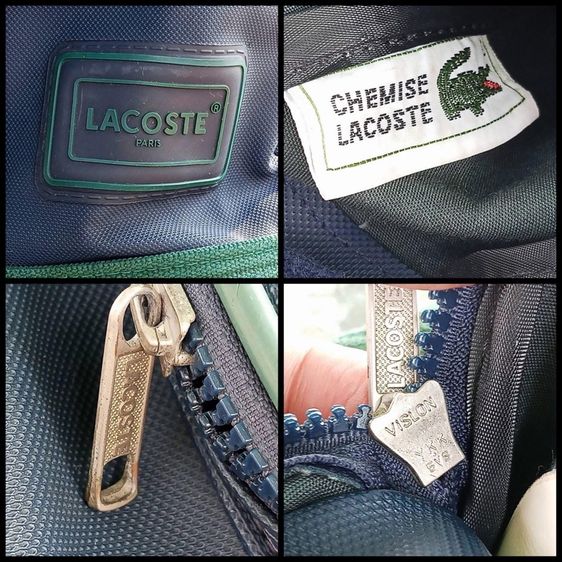 LACOSTE®
PARIS
CHEMISE
LACOSTE
LACOSTE
LACOSTE
VISLON
YKK